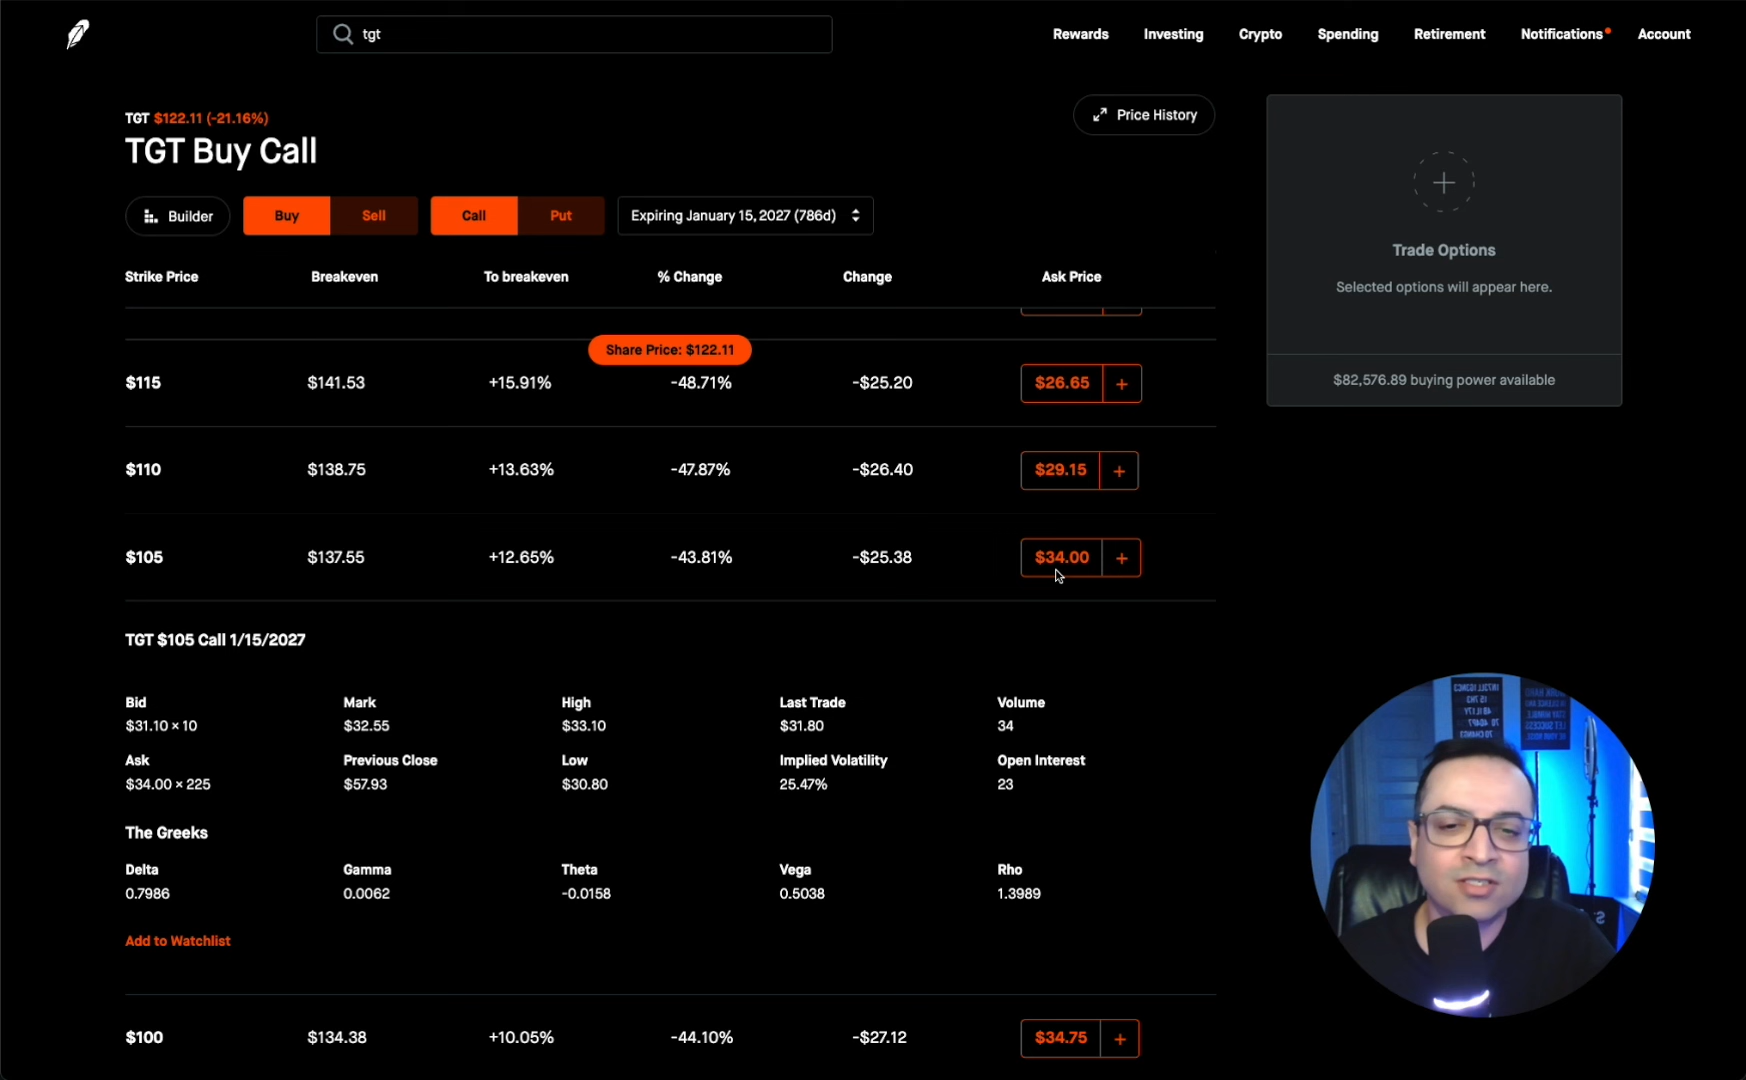 tgt
Rewards
Investing
Crypto
Spending
Retirement
Notifications
Account
TGT $122.11 (-21.16%)
TGT Buy Call
Price History
Builder
Buy
Sell
Call
Put
Expiring January 15, 2027 (786d)
Strike Price
Breakeven
To breakeven
% Change
Change
Ask Price
Share Price: $122.11
$115
$141.53
+15.91%
-48.71%
-$25.20
$26.65
+
$110
$138.75
+13.63%
-47.87%
-$26.40
$29.15
+
$105
$137.55
+12.65%
-43.81%
-$25.38
$34.00
+
TGT $105 Call 1/15/2027
Bid
Mark
High
Last Trade
Volume
$31.10 × 10
$32.55
$33.10
$31.80
34
Ask
Previous Close
Low
Implied Volatility
Open Interest
$34.00 × 225
$57.93
$30.80
25.47%
23
The Greeks
Delta
Gamma
Theta
Vega
Rho
0.7986
0.0062
-0.0158
0.5038
1.3989
Add to Watchlist
$100
$134.38
+10.05%
-44.10%
-$27.12
$34.75
+
Trade Options
Selected options will appear here.
$82,576.89 buying power available